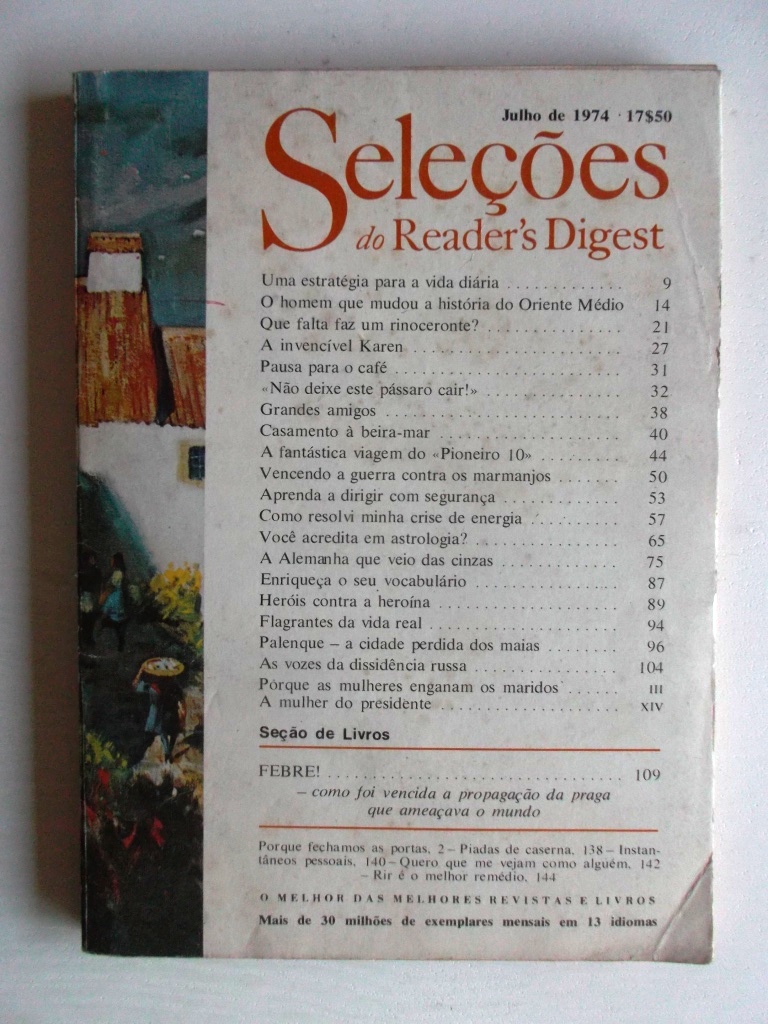 Julho de 1974 · 17$50
Seleções
do Reader's Digest
Uma estratégia para a vida diária ............ 9
O homem que mudou a história do Oriente Médio 14
Que falta faz um rinoceronte? ............... 21
A invencível Karen ....................... 27
Pausa para o café ......................... 31
«Não deixe este pássaro cair!» ............... 32
Grandes amigos .......................... 38
Casamento à beira-mar .................... 40
A fantástica viagem do «Pioneiro 10» ......... 44
Vencendo a guerra contra os marmanjos ....... 50
Aprenda a dirigir com segurança ............ 53
Como resolvi minha crise de energia .......... 57
Você acredita em astrologia? ................ 65
A Alemanha que veio das cinzas ............. 75
Enriqueça o seu vocabulário ................ 87
Heróis contra a heroína .................... 89
Flagrantes da vida real ..................... 94
Palenque – a cidade perdida dos maias ........ 96
As vozes da dissidência russa ................ 104
Porque as mulheres enganam os maridos ...... III
A mulher do presidente .................... XIV
Seção de Livros
FEBRE! ................................. 109
– como foi vencida a propagação da praga
que ameaçava o mundo
Porque fechamos as portas, 2 – Piadas de caserna, 138 – Instan-
tâneos pessoais, 140 – Quero que me vejam como alguém, 142
– Rir é o melhor remédio, 144
O MELHOR DAS MELHORES REVISTAS E LIVROS
Mais de 30 milhões de exemplares mensais em 13 idiomas